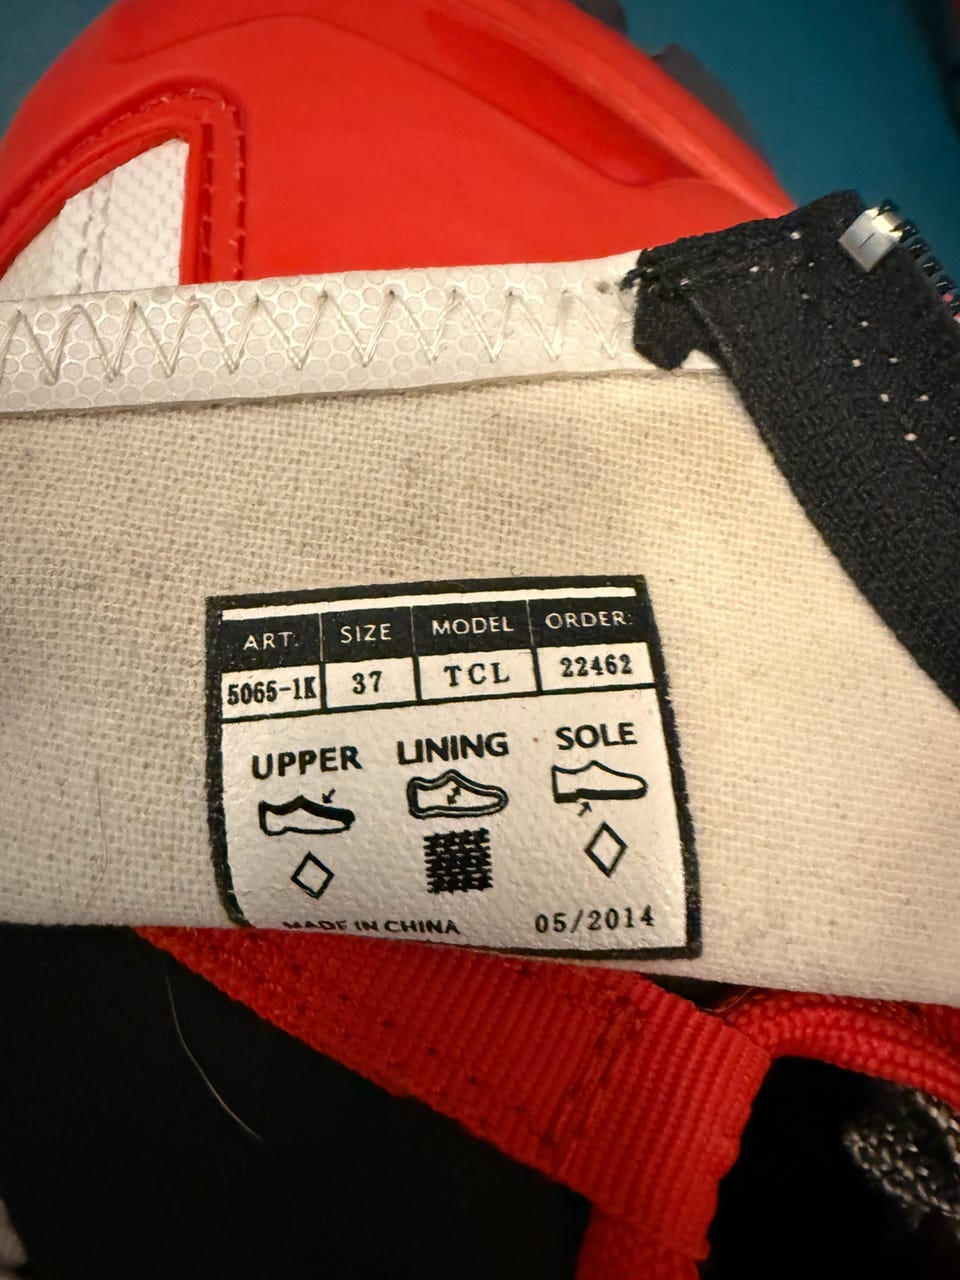 ART. SIZE MODEL ORDER:
5065-1K 37 TCL 22462
UPPER LINING SOLE
MADE IN CHINA 05/2014